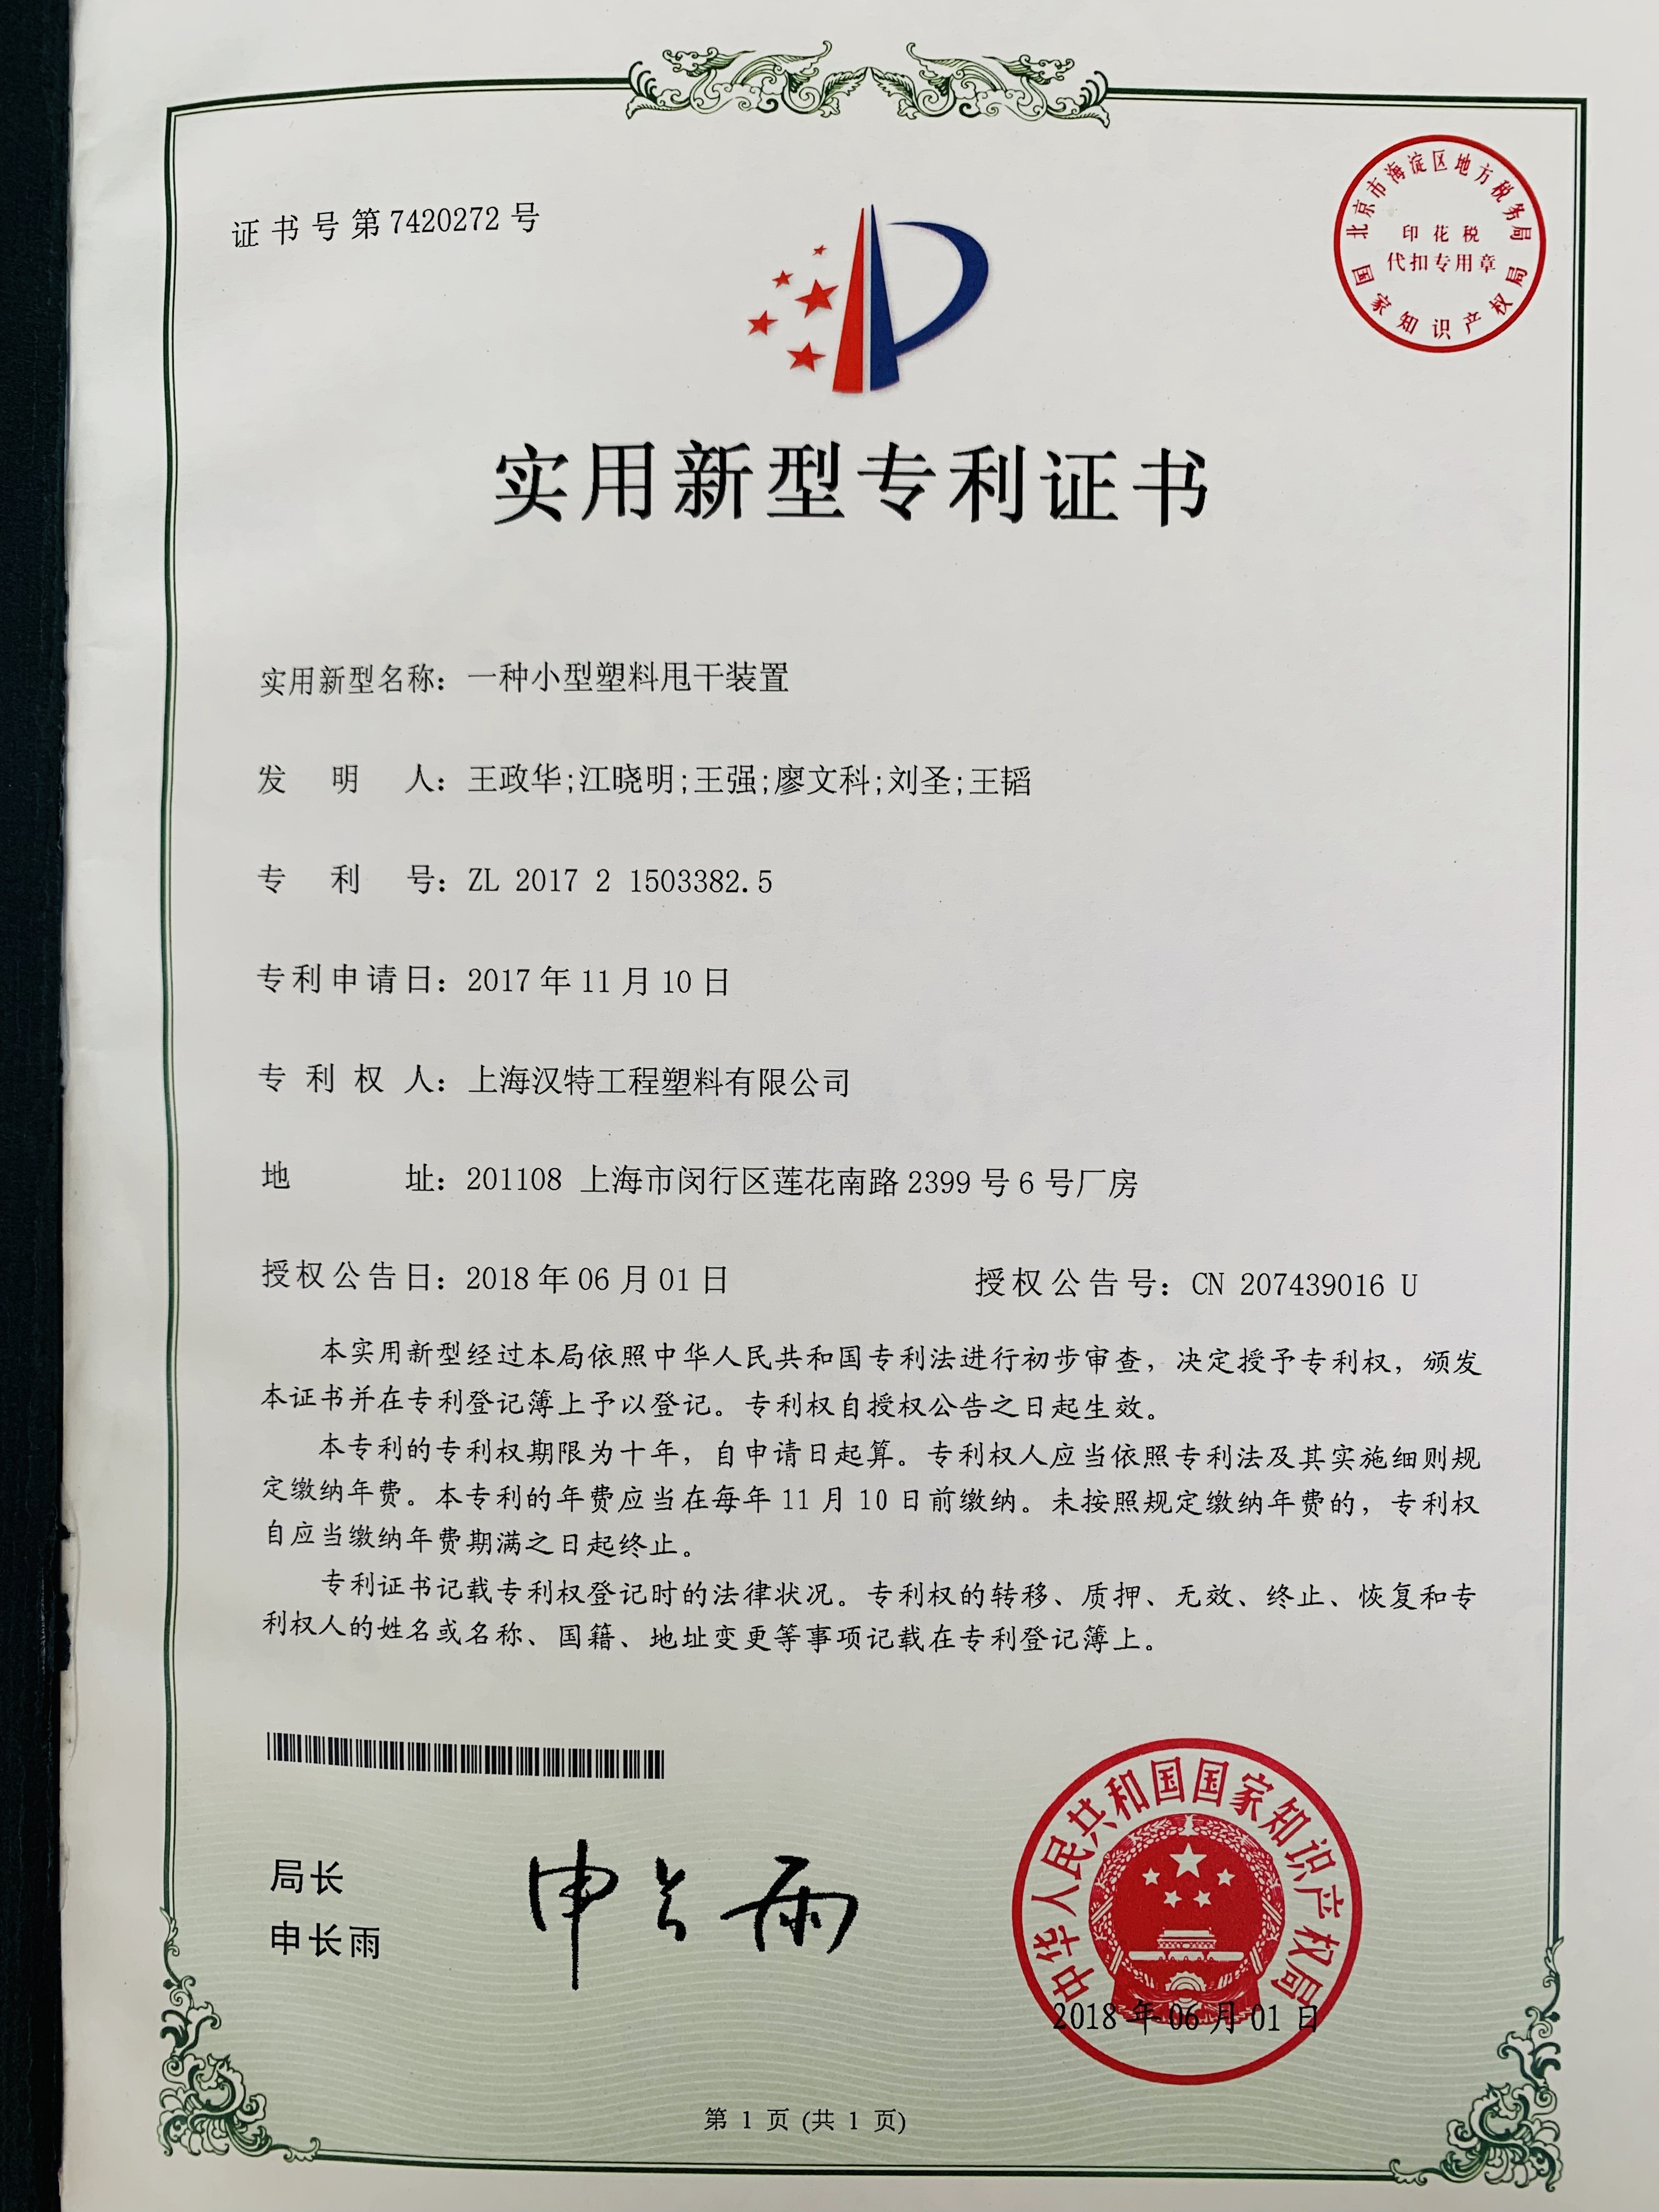 证书号第7420272号
北京市海淀区地方税务局
印花税
代扣专用章
国家知识产权局
实用新型专利证书
实用新型名称：一种小型塑料甩干装置
发明人：王政华;江晓明;王强;廖文科;刘圣;王韬
专利号：ZL 2017 2 1503382.5
专利申请日：2017年11月10日
专利权人：上海汉特工程塑料有限公司
地址：201108 上海市闵行区莲花南路2399号6号厂房
授权公告日：2018年06月01日 授权公告号：CN 207439016 U
本实用新型经过本局依照中华人民共和国专利法进行初步审查，决定授予专利权，颁发
本证书并在专利登记簿上予以登记。专利权自授权公告之日起生效。
本专利的专利权期限为十年，自申请日起算。专利权人应当依照专利法及其实施细则规
定缴纳年费。本专利的年费应当在每年11月10日前缴纳。未按照规定缴纳年费的，专利权
自应当缴纳年费期满之日起终止。
专利证书记载专利权登记时的法律状况。专利权的转移、质押、无效、终止、恢复和专
利权人的姓名或名称、国籍、地址变更等事项记载在专利登记簿上。
局长
申长雨
申长雨
中华人民共和国国家知识产权局
2018年06月01日
第 1 页 (共 1 页)